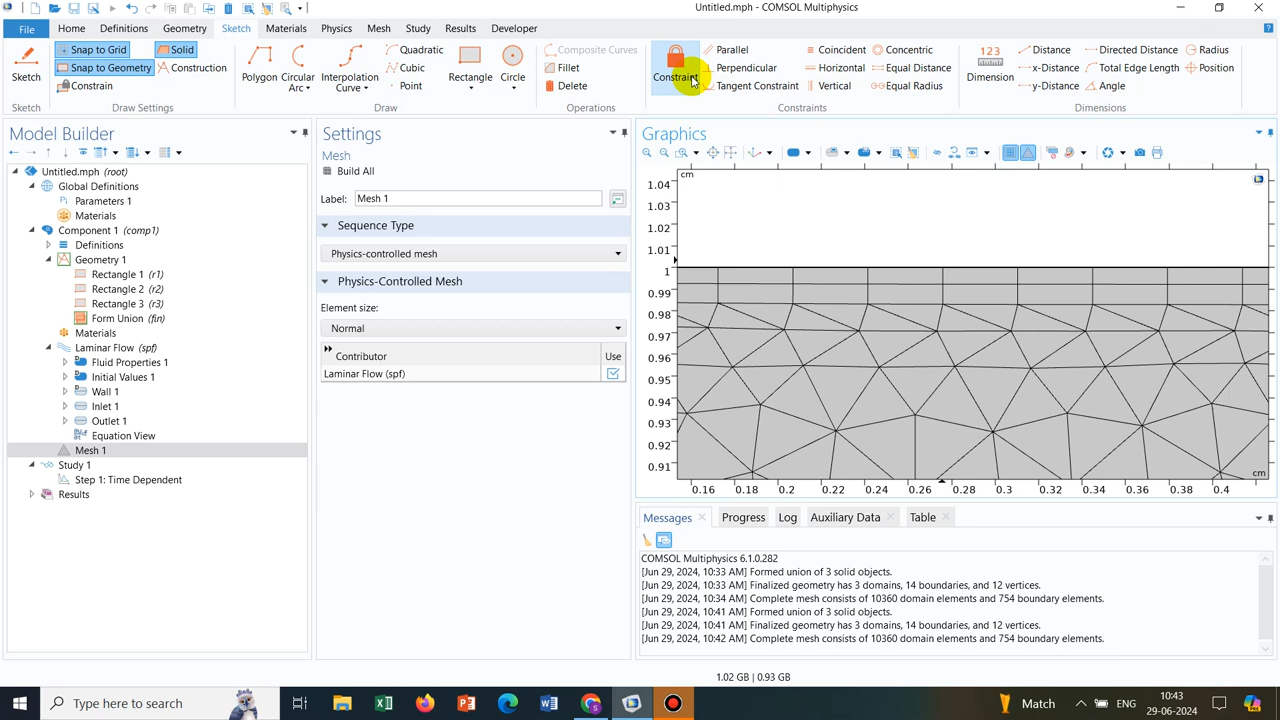 Untitled.mph - COMSOL Multiphysics
File Home Definitions Geometry Sketch Materials Physics Mesh Study Results Developer
Sketch
Snap to Grid Solid
Snap to Geometry Construction
Constrain
Polygon Circular Arc Interpolation Curve
Quadratic
Cubic
Point
Rectangle Circle
Composite Curves
Fillet
Delete
Constraint
Parallel Coincident Concentric
Perpendicular Horizontal Equal Distance
Tangent Constraint Vertical Equal Radius
Dimension
Distance Directed Distance Radius
x-Distance Total Edge Length Position
y-Distance Angle
Sketch Draw Settings Draw Operations Constraints Dimensions
Model Builder
Untitled.mph (root)
Global Definitions
Parameters 1
Materials
Component 1 (comp1)
Definitions
Geometry 1
Rectangle 1 (r1)
Rectangle 2 (r2)
Rectangle 3 (r3)
Form Union (fin)
Materials
Laminar Flow (spf)
Fluid Properties 1
Initial Values 1
Wall 1
Inlet 1
Outlet 1
Equation View
Mesh 1
Study 1
Step 1: Time Dependent
Results
Settings
Mesh
Build All
Label: Mesh 1
Sequence Type
Physics-controlled mesh
Physics-Controlled Mesh
Element size:
Normal
Contributor Use
Laminar Flow (spf)
Graphics
cm
1.04
1.03
1.02
1.01
1
0.99
0.98
0.97
0.96
0.95
0.94
0.93
0.92
0.91
cm
0.16 0.18 0.2 0.22 0.24 0.26 0.28 0.3 0.32 0.34 0.36 0.38 0.4
Messages Progress Log Auxiliary Data Table
COMSOL Multiphysics 6.1.0.282
[Jun 29, 2024, 10:33 AM] Formed union of 3 solid objects.
[Jun 29, 2024, 10:33 AM] Finalized geometry has 3 domains, 14 boundaries, and 12 vertices.
[Jun 29, 2024, 10:34 AM] Complete mesh consists of 10360 domain elements and 754 boundary elements.
[Jun 29, 2024, 10:41 AM] Formed union of 3 solid objects.
[Jun 29, 2024, 10:41 AM] Finalized geometry has 3 domains, 14 boundaries, and 12 vertices.
[Jun 29, 2024, 10:42 AM] Complete mesh consists of 10360 domain elements and 754 boundary elements.
1.02 GB | 0.93 GB
Type here to search
Match
ENG
10:43
29-06-2024